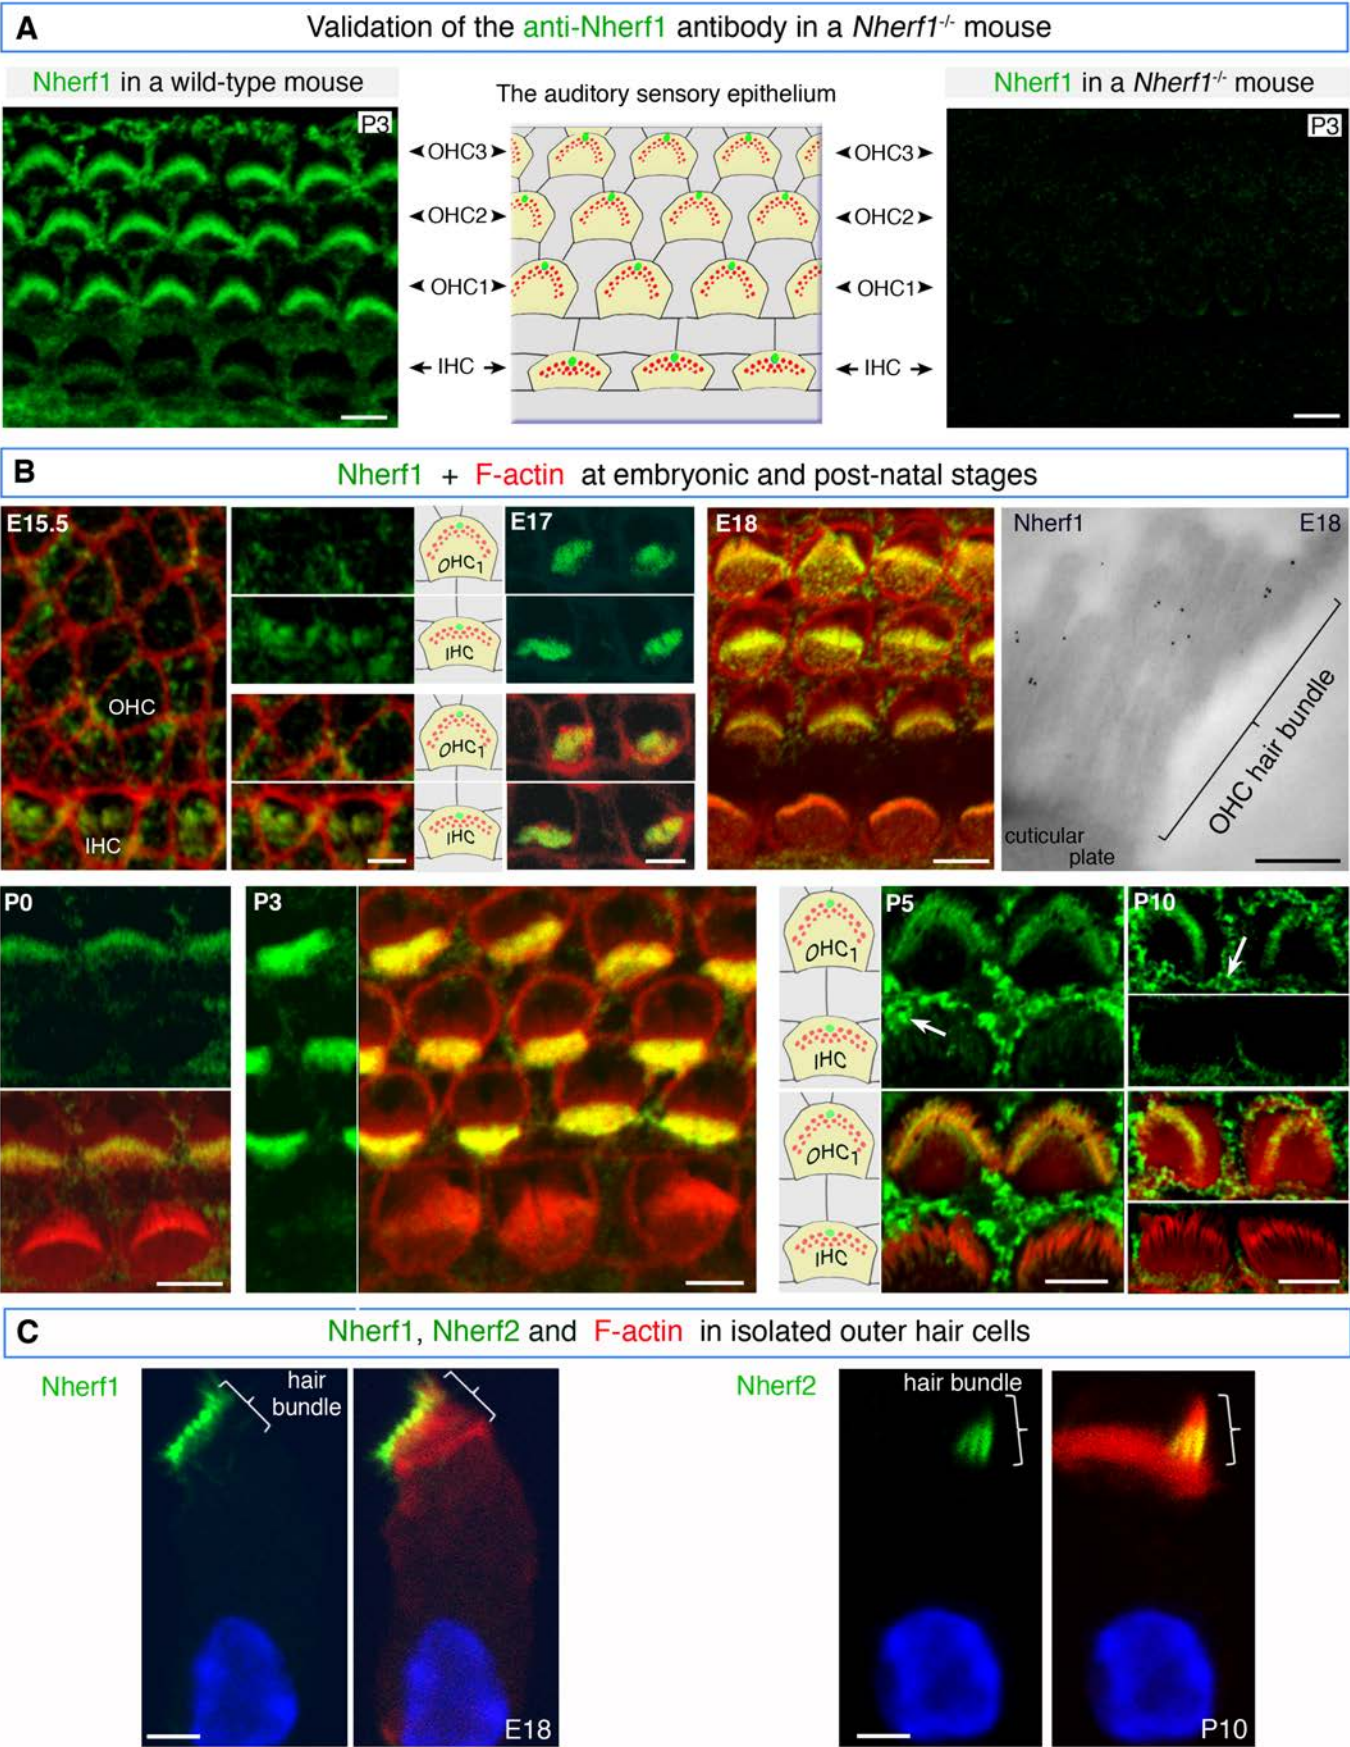 A Validation of the anti-Nherf1 antibody in a Nherf1-/- mouse
Nherf1 in a wild-type mouse
The auditory sensory epithelium
Nherf1 in a Nherf1-/- mouse
P3
P3
OHC3
OHC3
OHC2
OHC2
OHC1
OHC1
IHC
IHC
B Nherf1 + F-actin at embryonic and post-natal stages
E15.5
OHC
IHC
OHC1
IHC
OHC1
IHC
E17
E18
Nherf1
E18
OHC hair bundle
cuticular
plate
P0
P3
OHC1
IHC
OHC1
IHC
P5
P10
C Nherf1, Nherf2 and F-actin in isolated outer hair cells
Nherf1
hair
bundle
E18
Nherf2
hair bundle
P10